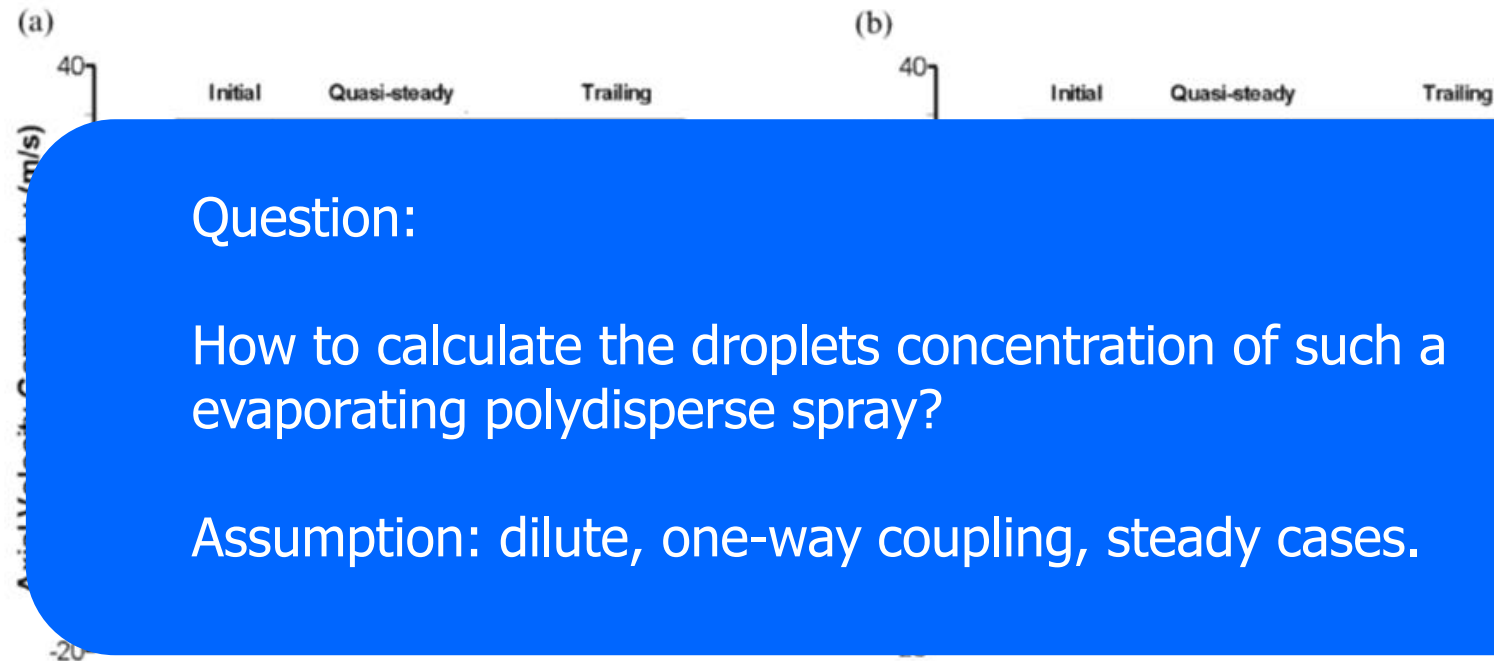 (a)
(b)
40
Initial Quasi-steady Trailing
40
Initial Quasi-steady Trailing
(m/s)
Question:
How to calculate the droplets concentration of such a
evaporating polydisperse spray?
Assumption: dilute, one-way coupling, steady cases.
-20